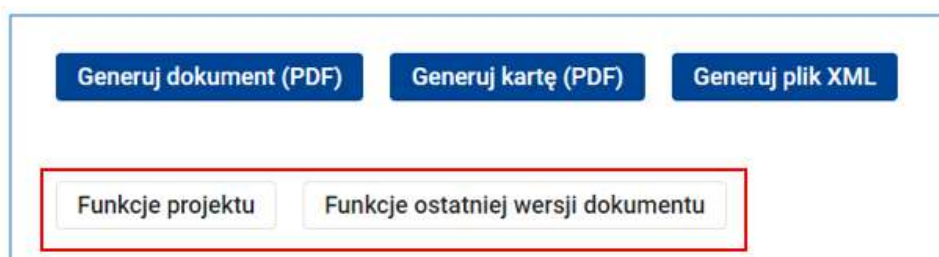 Generuj dokument (PDF) Generuj kartę (PDF) Generuj plik XML
Funkcje projektu Funkcje ostatniej wersji dokumentu